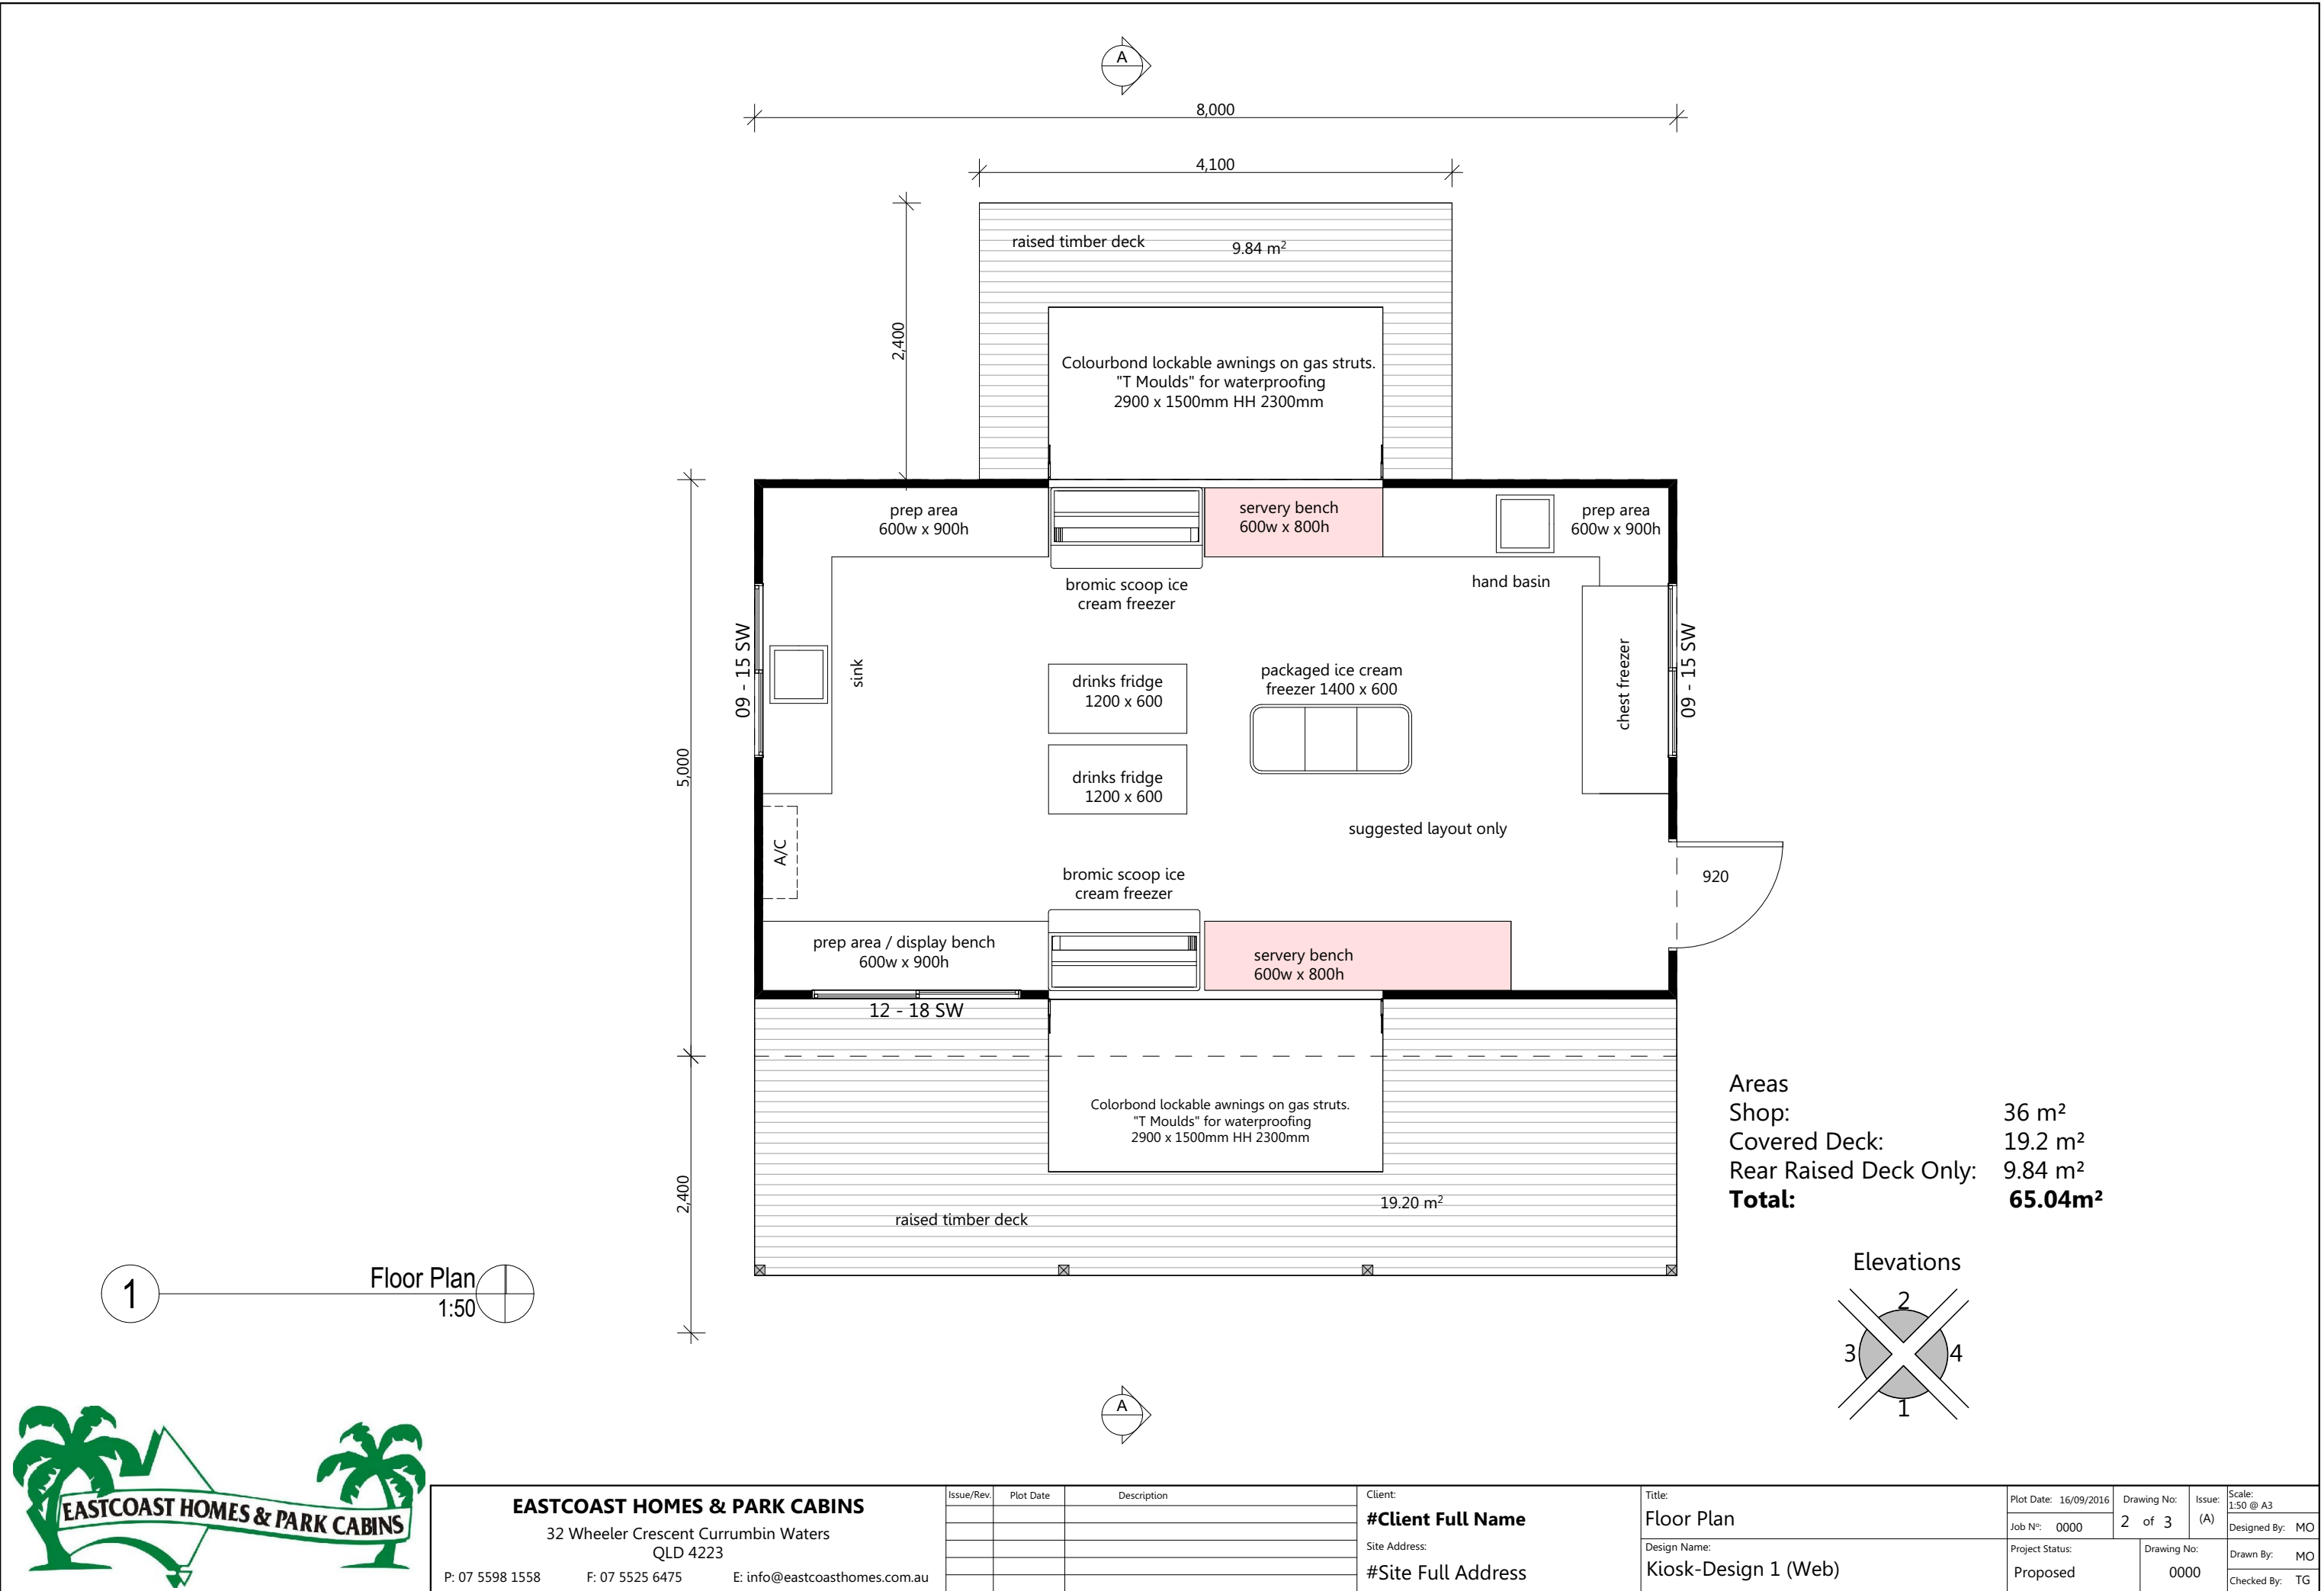 A
8,000
4,100
2,400
raised timber deck
9.84 m²
Colourbond lockable awnings on gas struts.
"T Moulds" for waterproofing
2900 x 1500mm HH 2300mm
prep area
600w x 900h
servery bench
600w x 800h
prep area
600w x 900h
bromic scoop ice
cream freezer
hand basin
09 - 15 SW
sink
drinks fridge
1200 x 600
packaged ice cream
freezer 1400 x 600
chest freezer
09 - 15 SW
5,000
drinks fridge
1200 x 600
suggested layout only
A/C
920
bromic scoop ice
cream freezer
prep area / display bench
600w x 900h
servery bench
600w x 800h
12 - 18 SW
Colorbond lockable awnings on gas struts.
"T Moulds" for waterproofing
2900 x 1500mm HH 2300mm
2,400
19.20 m²
raised timber deck
Areas
Shop: 36 m²
Covered Deck: 19.2 m²
Rear Raised Deck Only: 9.84 m²
Total: 65.04m²
1
Floor Plan
1:50
Elevations
2
3
4
1
A
EASTCOAST HOMES & PARK CABINS
EASTCOAST HOMES & PARK CABINS
32 Wheeler Crescent Currumbin Waters
QLD 4223
P: 07 5598 1558 F: 07 5525 6475 E: info@eastcoasthomes.com.au
Issue/Rev. Plot Date Description
Client:
#Client Full Name
Site Address:
#Site Full Address
Title:
Floor Plan
Design Name:
Kiosk-Design 1 (Web)
Plot Date: 16/09/2016
Job Nº: 0000
Drawing No:
2 of 3
Issue:
(A)
Scale:
1:50 @ A3
Designed By: MO
Project Status:
Proposed
Drawing No:
0000
Drawn By: MO
Checked By: TG